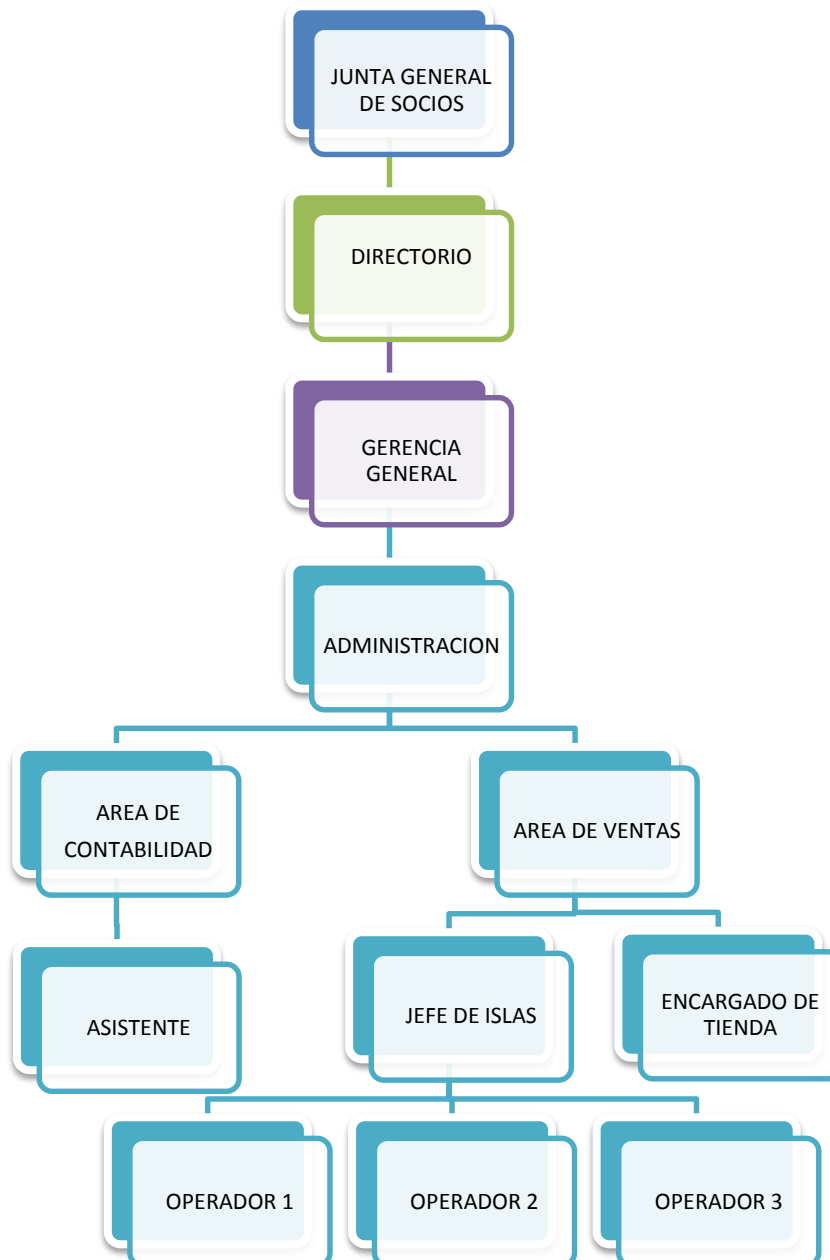 JUNTA GENERAL
DE SOCIOS
DIRECTORIO
GERENCIA
GENERAL
ADMINISTRACION
AREA DE
CONTABILIDAD
AREA DE VENTAS
ASISTENTE
JEFE DE ISLAS
ENCARGADO DE
TIENDA
OPERADOR 1
OPERADOR 2
OPERADOR 3